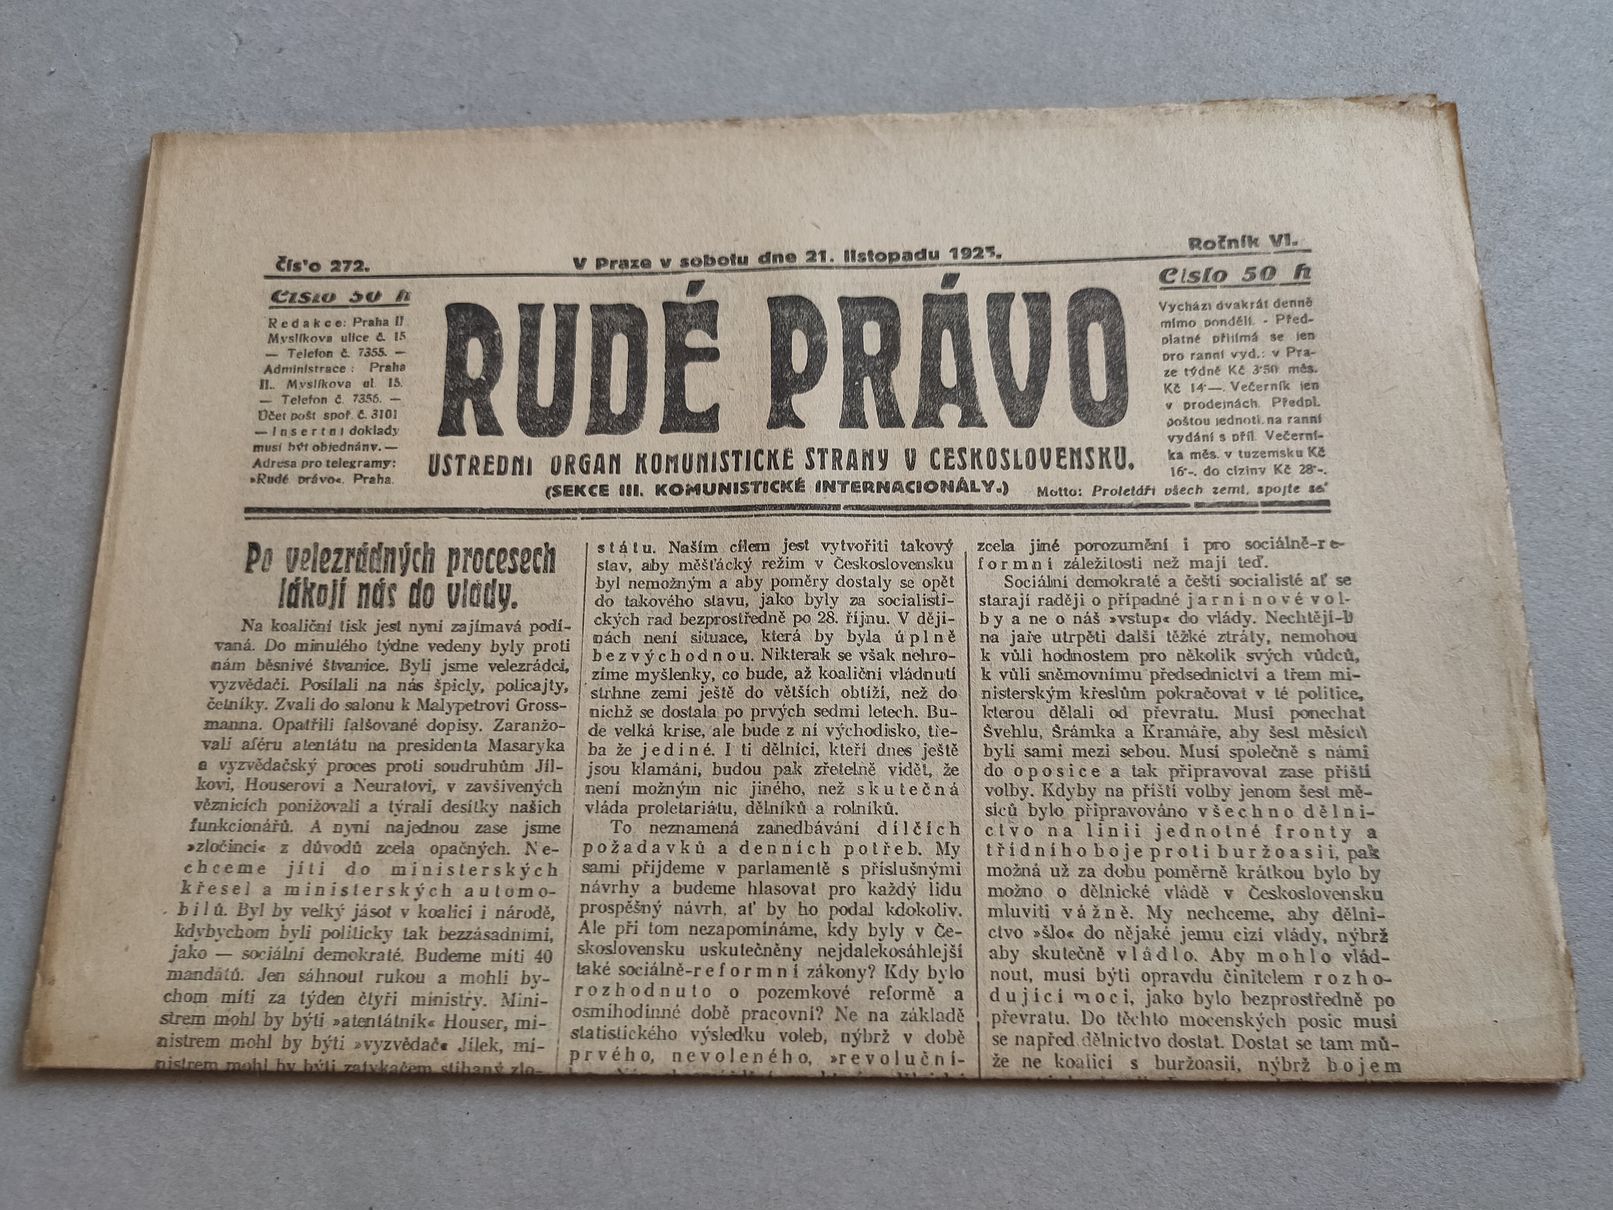 Číslo 272.
V Praze v sobotu dne 21. listopadu 1925.
Ročník VI.
Číslo 50 h
Redakce: Praha II
Myslíkova ulice č. 15
— Telefon č. 7355. —
Administrace: Praha
II., Myslíkova ul. 15.
— Telefon č. 7356. —
Účet pošt. spoř. č. 3101
— Insertní doklady
musí být objednány. —
Adresa pro telegramy:
»Rudé právo«, Praha.
RUDÉ PRÁVO
ÚSTŘEDNÍ ORGÁN KOMUNISTICKÉ STRANY V ČESKOSLOVENSKU.
(SEKCE III. KOMUNISTICKÉ INTERNACIONÁLY.)
Motto: Proletáři všech zemí, spojte se!
Číslo 50 h
Vychází dvakrát denně
mimo pondělí. - Před-
platné přijímá se jen
pro ranní vyd.: v Pra-
ze týdně Kč 3·50 měs.
Kč 14·—. Večerník jen
v prodejnách. Předpl.
poštou jednotl. na ranní
vydání s příl. Večerní-
ka měs. v tuzemsku Kč
16·-. do ciziny Kč 28·-.
Po velezrádných procesech
lákají nás do vlády.
Na koaliční tisk jest nyní zajímavá podí-
vaná. Do minulého týdne vedeny byly proti
nám běsnivé štvanice. Byli jsme velezrádci,
vyzvědači. Posílali na nás špicly, policajty,
četníky. Zvali do salonu k Malypetrovi Gross-
manna. Opatřili falšované dopisy. Zaranžo-
vali aféru atentátu na presidenta Masaryka
a vyzvědačský proces proti soudruhům Jíl-
kovi, Houserovi a Neuratovi, v zavšivených
věznicích ponižovali a týrali desítky našich
funkcionářů. A nyní najednou zase jsme
»zločinci« z důvodů zcela opačných. Ne-
chceme jíti do ministerských
křesel a ministerských automo-
bilů. Byl by velký jásot v koalici i národě,
kdybychom byli politicky tak bezzásadními,
jako — sociální demokraté. Budeme míti 40
mandátů. Jen sáhnout rukou a mohli by-
chom míti za týden čtyři ministry. Mini-
strem mohl by býti »atentátník« Houser, mi-
nistrem mohl by býti »vyzvědač« Jílek, mi-
nistrem mohl by býti zatykačem stíhaný zlo-
státu. Naším cílem jest vytvořiti takový
stav, aby měšťácký režim v Československu
byl nemožným a aby poměry dostaly se opět
do takového stavu, jako byly za socialisti-
ckých rad bezprostředně po 28. říjnu. V ději-
nách není situace, která by byla úplně
bezvýchodnou. Nikterak se však nehro-
zíme myšlenky, co bude, až koaliční vládnutí
strhne zemi ještě do větších obtíží, než do
nichž se dostala po prvých sedmi letech. Bu-
de velká krise, ale bude z ní východisko, tře-
ba že jediné. I ti dělníci, kteří dnes ještě
jsou klamáni, budou pak zřetelně vidět, že
není možným nic jiného, než skutečná
vláda proletariátu, dělníků a rolníků.
To neznamená zanedbávání dílčích
požadavků a denních potřeb. My
sami přijdeme v parlamentě s příslušnými
návrhy a budeme hlasovat pro každý lidu
prospěšný návrh, ať by ho podal kdokoliv.
Ale při tom nezapomínáme, kdy byly v Če-
skoslovensku uskutečněny nejdalekosáhlejší
také sociálně-reformní zákony? Kdy bylo
rozhodnuto o pozemkové reformě a
osmihodinné době pracovní? Ne na základě
statistického výsledku voleb, nýbrž v době
prvého, nevoleného, »revoluční-
zcela jiné porozumění i pro sociálně-re-
formní záležitosti než mají teď.
Sociální demokraté a čeští socialisté ať se
starají raději o případné jarní nové vol-
by a ne o náš »vstup« do vlády. Nechtějí-li
na jaře utrpěti další těžké ztráty, nemohou
k vůli hodnostem pro několik svých vůdců,
k vůli sněmovnímu předsednictví a třem mi-
nisterským křeslům pokračovat v té politice,
kterou dělali od převratu. Musí ponechat
Švehlu, Šrámka a Kramáře, aby šest měsíců
byli sami mezi sebou. Musí společně s námi
do oposice a tak připravovat zase příští
volby. Kdyby na příští volby jenom šest mě-
síců bylo připravováno všechno dělni-
ctvo na linii jednotné fronty a
třídního boje proti buržoasii, pak
možná už za dobu poměrně krátkou bylo by
možno o dělnické vládě v Československu
mluviti vážně. My nechceme, aby dělni-
ctvo »šlo« do nějaké jemu cizí vlády, nýbrž
aby skutečně vládlo. Aby mohlo vlád-
nout, musí býti opravdu činitelem rozho-
dující moci, jako bylo bezprostředně po
převratu. Do těchto mocenských posic musí
se napřed dělnictvo dostat. Dostat se tam mů-
že ne koalicí s buržoasií, nýbrž bojem